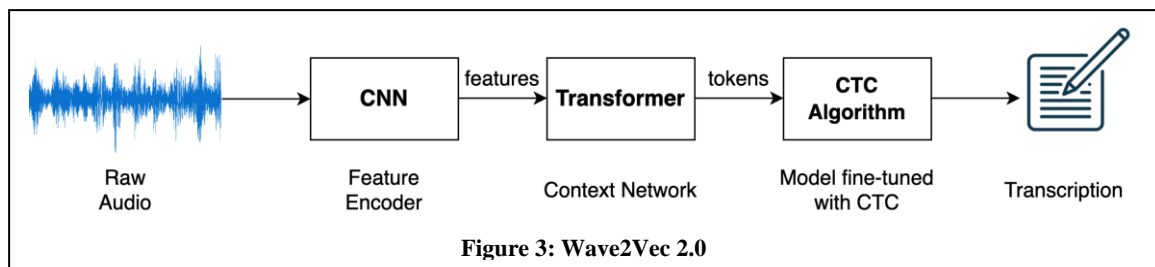 features
tokens
CNN
Transformer
CTC
Algorithm
Raw
Audio
Feature
Encoder
Context Network
Model fine-tuned
with CTC
Transcription
Figure 3: Wave2Vec 2.0